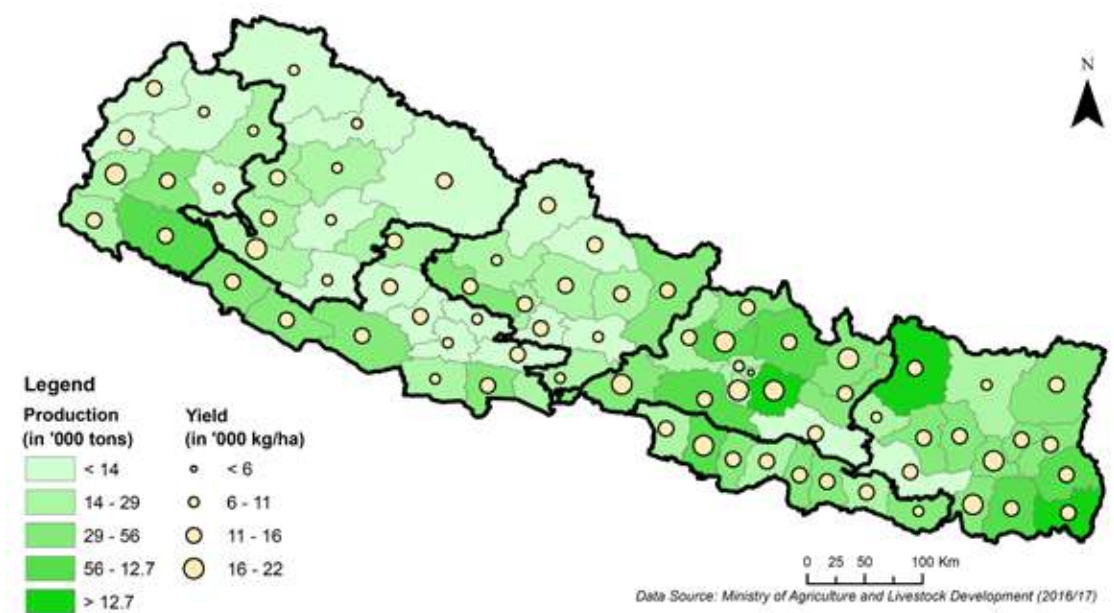 N
Legend
Production
(in '000 tons)
< 14
14 - 29
29 - 56
56 - 12.7
> 12.7
Yield
(in '000 kg/ha)
< 6
6 - 11
11 - 16
16 - 22
0 25 50 100 Km
Data Source: Ministry of Agriculture and Livestock Development (2016/17)